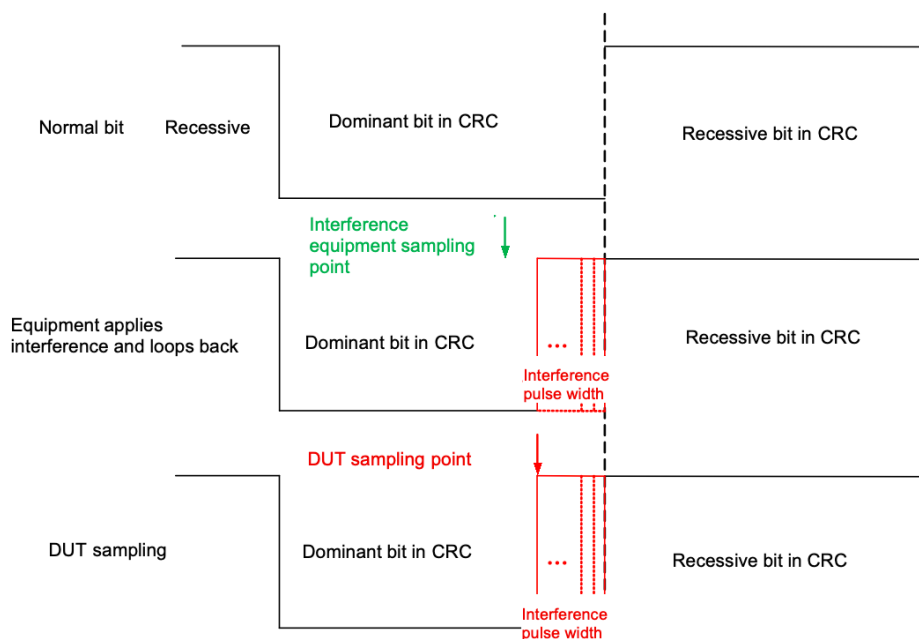 Normal bit
Recessive
Dominant bit in CRC
Recessive bit in CRC
Interference
equipment sampling
point
Equipment applies
interference and loops back
Dominant bit in CRC
...
Interference
pulse width
Recessive bit in CRC
DUT sampling point
DUT sampling
Dominant bit in CRC
...
Interference
pulse width
Recessive bit in CRC